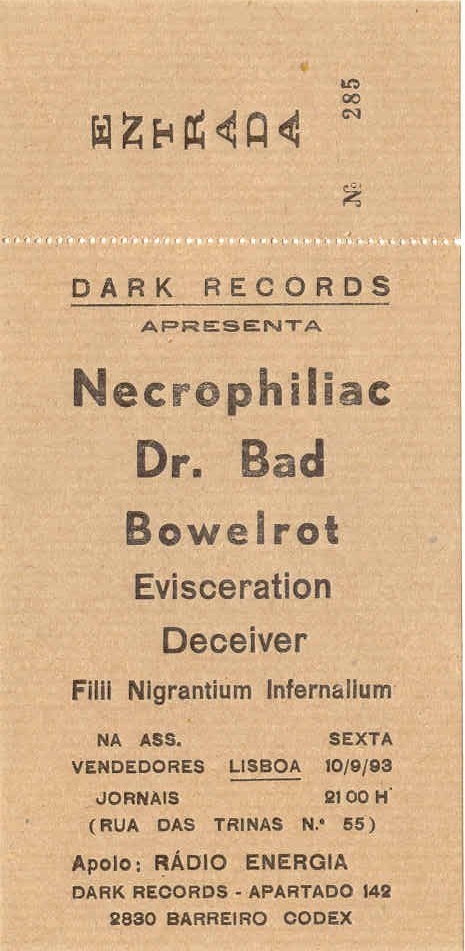 ENTRADA
Nº 285
DARK RECORDS
APRESENTA
Necrophiliac
Dr. Bad
Bowelrot
Evisceration
Deceiver
Filii Nigrantium Infernalium
NA ASS. SEXTA
VENDEDORES LISBOA 10/9/93
JORNAIS 21 00 H
(RUA DAS TRINAS N.º 55)
Apoio: RÁDIO ENERGIA
DARK RECORDS - APARTADO 142
2830 BARREIRO CODEX